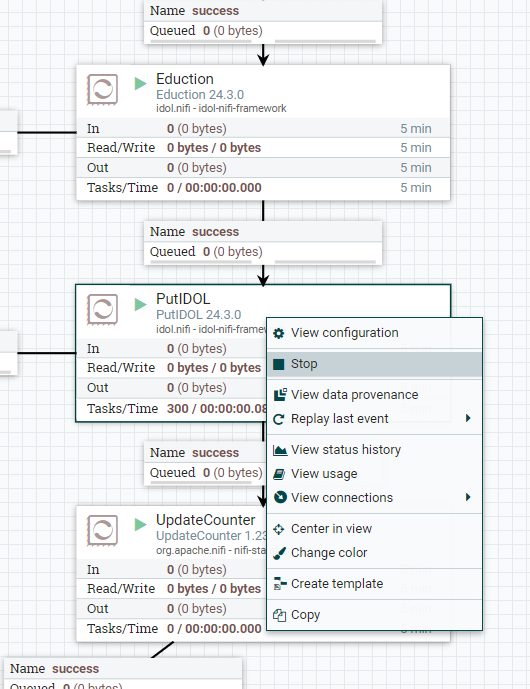 Name success
Queued 0 (0 bytes)
Eduction
Eduction 24.3.0
idol.nifi - idol-nifi-framework
In 0 (0 bytes) 5 min
Read/Write 0 bytes / 0 bytes 5 min
Out 0 (0 bytes) 5 min
Tasks/Time 0 / 00:00:00.000 5 min
Name success
Queued 0 (0 bytes)
PutIDOL
PutIDOL 24.3.0
idol.nifi - idol-nifi-framew
In 0 (0 bytes)
Read/Write 0 bytes / 0 bytes
Out 0 (0 bytes)
Tasks/Time 300 / 00:00:00.08
View configuration
Stop
View data provenance
Replay last event
View status history
View usage
View connections
Center in view
Change color
Create template
Copy
Name success
Queued 0 (0 bytes)
UpdateCounter
UpdateCounter 1.23
org.apache.nifi - nifi-sta
In 0 (0 bytes)
Read/Write 0 bytes / 0 bytes
Out 0 (0 bytes)
Tasks/Time 0 / 00:00:00.000 5 min
Name success
Queued 0 (0 bytes)